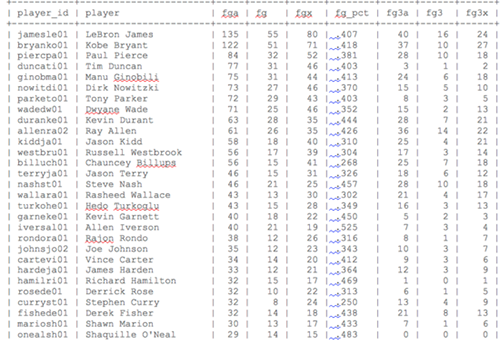 player_id | player | fga | fg | fgx | fg_pct | fg3a | fg3 | fg3x |
jamesle01 | LeBron James | 135 | 55 | 80 | .407 | 40 | 16 | 24 |
bryanko01 | Kobe Bryant | 122 | 51 | 71 | .418 | 37 | 10 | 27 |
piercpa01 | Paul Pierce | 84 | 32 | 52 | .381 | 28 | 10 | 18 |
duncati01 | Tim Duncan | 77 | 31 | 46 | .403 | 3 | 1 | 2 |
ginobma01 | Manu Ginobili | 75 | 31 | 44 | .413 | 24 | 6 | 18 |
nowitdi01 | Dirk Nowitzki | 73 | 27 | 46 | .370 | 15 | 5 | 10 |
parketo01 | Tony Parker | 72 | 29 | 43 | .403 | 8 | 3 | 5 |
wadedw01 | Dwyane Wade | 71 | 25 | 46 | .352 | 15 | 2 | 13 |
duranke01 | Kevin Durant | 63 | 28 | 35 | .444 | 28 | 7 | 21 |
allenra02 | Ray Allen | 61 | 26 | 35 | .426 | 36 | 14 | 22 |
kiddja01 | Jason Kidd | 58 | 18 | 40 | .310 | 25 | 4 | 21 |
westbru01 | Russell Westbrook | 56 | 17 | 39 | .304 | 17 | 3 | 14 |
billuch01 | Chauncey Billups | 56 | 15 | 41 | .268 | 25 | 7 | 18 |
terryja01 | Jason Terry | 46 | 15 | 31 | .326 | 18 | 6 | 12 |
nashst01 | Steve Nash | 46 | 21 | 25 | .457 | 28 | 10 | 18 |
wallara01 | Rasheed Wallace | 43 | 13 | 30 | .302 | 21 | 4 | 17 |
turkohe01 | Hedo Turkoglu | 43 | 15 | 28 | .349 | 16 | 3 | 13 |
garneke01 | Kevin Garnett | 40 | 18 | 22 | .450 | 5 | 2 | 3 |
iversal01 | Allen Iverson | 40 | 21 | 19 | .525 | 7 | 3 | 4 |
rondora01 | Rajon Rondo | 38 | 12 | 26 | .316 | 8 | 1 | 7 |
johnsjo02 | Joe Johnson | 35 | 12 | 23 | .343 | 10 | 3 | 7 |
cartevi01 | Vince Carter | 34 | 14 | 20 | .412 | 9 | 3 | 6 |
hardeja01 | James Harden | 33 | 12 | 21 | .364 | 12 | 3 | 9 |
hamilri01 | Richard Hamilton | 32 | 15 | 17 | .469 | 1 | 0 | 1 |
rosede01 | Derrick Rose | 32 | 10 | 22 | .313 | 6 | 1 | 5 |
curryst01 | Stephen Curry | 32 | 8 | 24 | .250 | 13 | 4 | 9 |
fishede01 | Derek Fisher | 32 | 14 | 18 | .438 | 21 | 8 | 13 |
mariosh01 | Shawn Marion | 30 | 13 | 17 | .433 | 7 | 1 | 6 |
onealsh01 | Shaquille O'Neal | 29 | 14 | 15 | .483 | 0 | 0 | 0 |